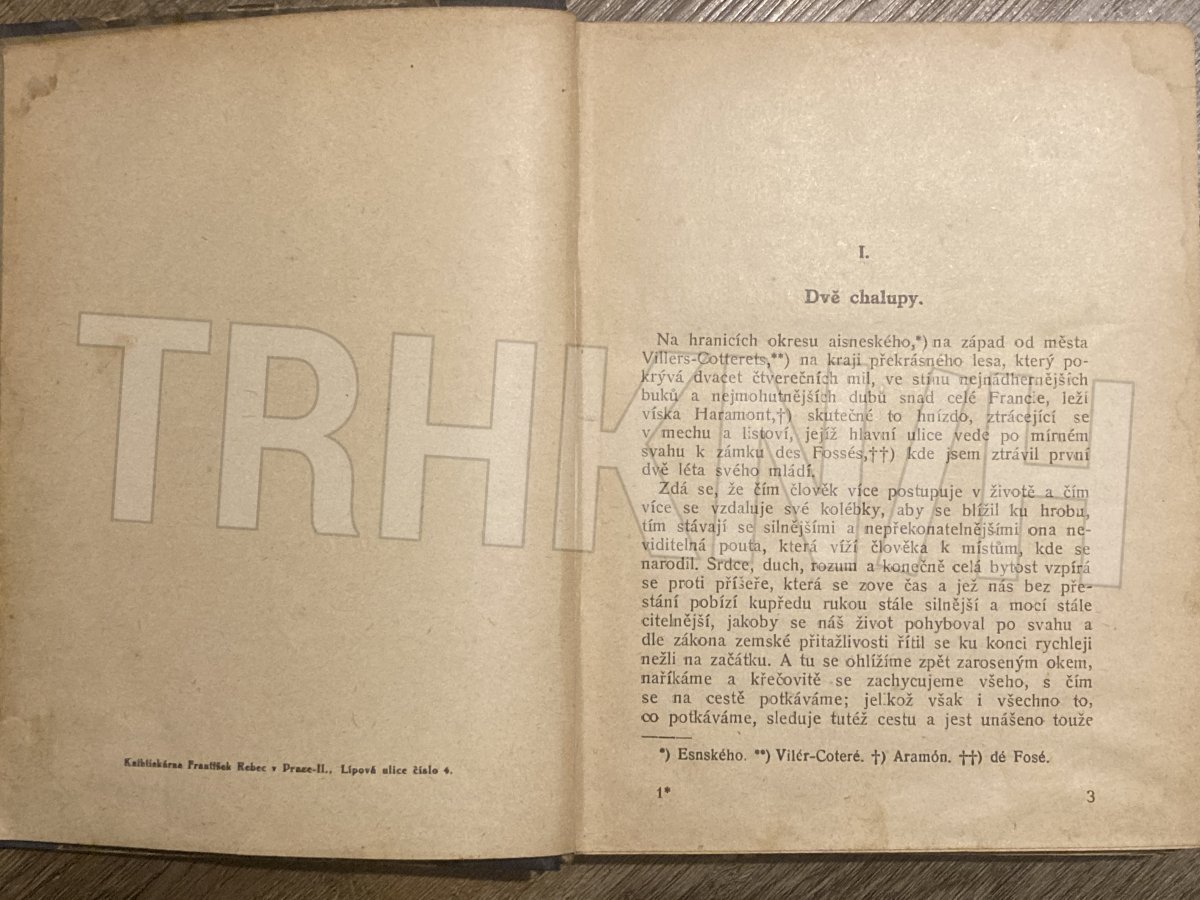 Knihtiskárna František Rebec v Praze-II., Lípová ulice číslo 4.
I.
Dvě chalupy.
Na hranicích okresu aisneského,*) na západ od města
Villers-Cotterets,**) na kraji překrásného lesa, který po-
krývá dvacet čtverečních mil, ve stínu nejnádhernějších
buků a nejmohutnějších dubů snad celé Francie, leží
víska Haramont,†) skutečné to hnízdo, ztrácející se
v mechu a listoví, jejíž hlavní ulice vede po mírném
svahu k zámku des Fossés,††) kde jsem ztrávil první
dvě léta svého mládí.
Zdá se, že čím člověk více postupuje v životě a čím
více se vzdaluje své kolébky, aby se blížil ku hrobu,
tím stávají se silnějšími a nepřekonatelnějšími ona ne-
viditelná pouta, která víží člověka k místům, kde se
narodil. Srdce, duch, rozum a konečně celá bytost vzpírá
se proti příšeře, která se zove čas a jež nás bez pře-
stání pobízí kupředu rukou stále silnější a mocí stále
citelnější, jakoby se náš život pohyboval po svahu a
dle zákona zemské přitažlivosti řítil se ku konci rychleji
nežli na začátku. A tu se ohlížíme zpět zaroseným okem,
naříkáme a křečovitě se zachycujeme všeho, s čím
se na cestě potkáváme; jelikož však i všechno to,
co potkáváme, sleduje tutéž cestu a jest unášeno touže
*) Esnského. **) Vilér-Coteré. †) Aramón. ††) dé Fosé.
1*
3
TRHKNIH